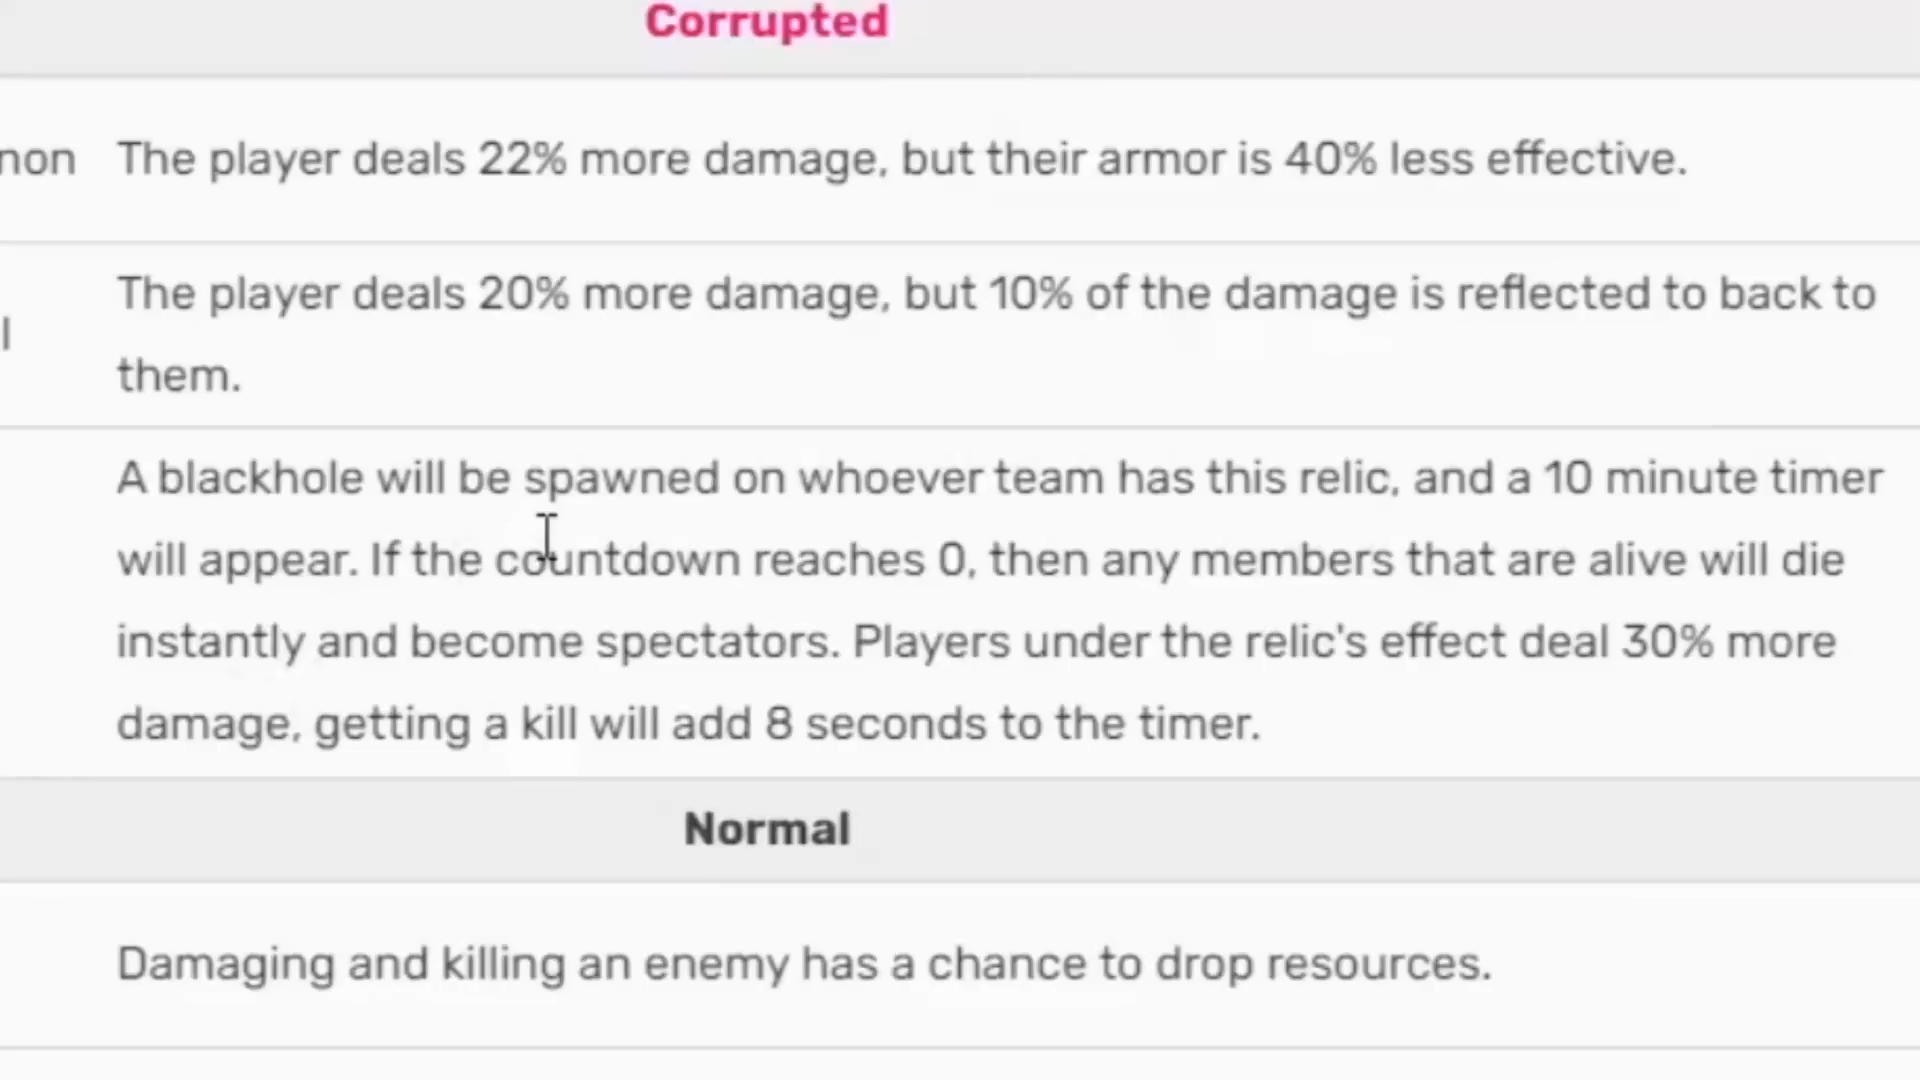 Corrupted
non The player deals 22% more damage, but their armor is 40% less effective.
The player deals 20% more damage, but 10% of the damage is reflected to back to
l
them.
A blackhole will be spawned on whoever team has this relic, and a 10 minute timer
will appear. If the countdown reaches 0, then any members that are alive will die
instantly and become spectators. Players under the relic's effect deal 30% more
damage, getting a kill will add 8 seconds to the timer.
Normal
Damaging and killing an enemy has a chance to drop resources.